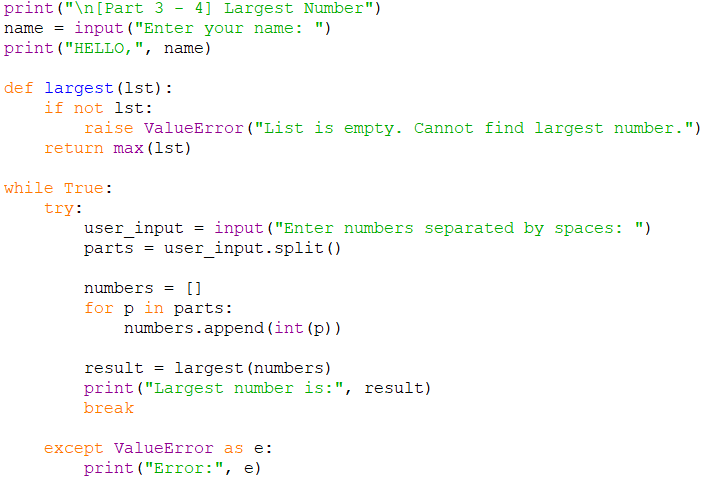 print("\n[Part 3 - 4] Largest Number")
name = input("Enter your name: ")
print("HELLO,", name)

def largest(lst):
    if not lst:
        raise ValueError("List is empty. Cannot find largest number.")
    return max(lst)

while True:
    try:
        user_input = input("Enter numbers separated by spaces: ")
        parts = user_input.split()

        numbers = []
        for p in parts:
            numbers.append(int(p))

        result = largest(numbers)
        print("Largest number is:", result)
        break

    except ValueError as e:
        print("Error:", e)